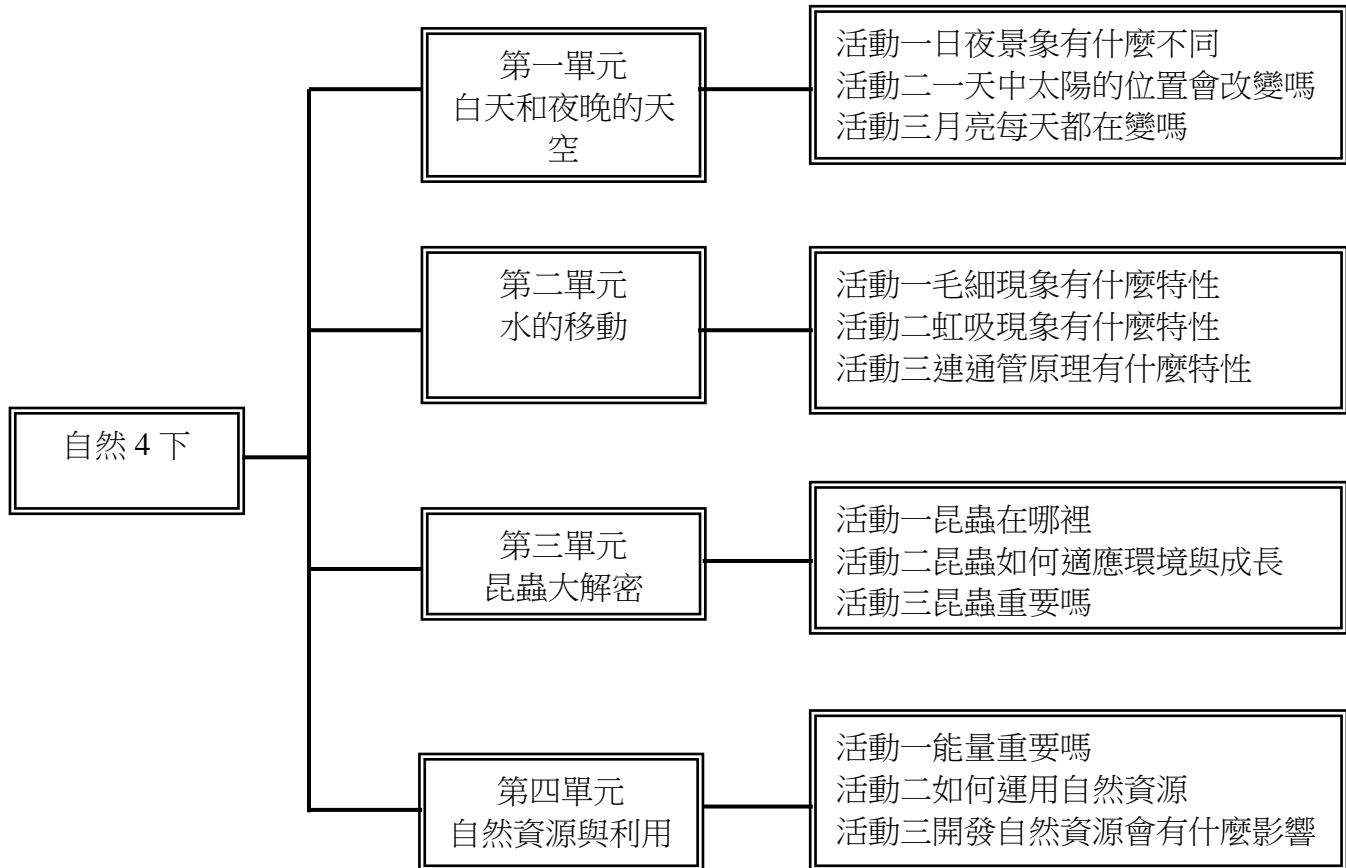 自然 4 下
第一單元
白天和夜晚的天
空
活動一日夜景象有什麼不同
活動二一天中太陽的位置會改變嗎
活動三月亮每天都在變嗎
第二單元
水的移動
活動一毛細現象有什麼特性
活動二虹吸現象有什麼特性
活動三連通管原理有什麼特性
第三單元
昆蟲大解密
活動一昆蟲在哪裡
活動二昆蟲如何適應環境與成長
活動三昆蟲重要嗎
第四單元
自然資源與利用
活動一能量重要嗎
活動二如何運用自然資源
活動三開發自然資源會有什麼影響